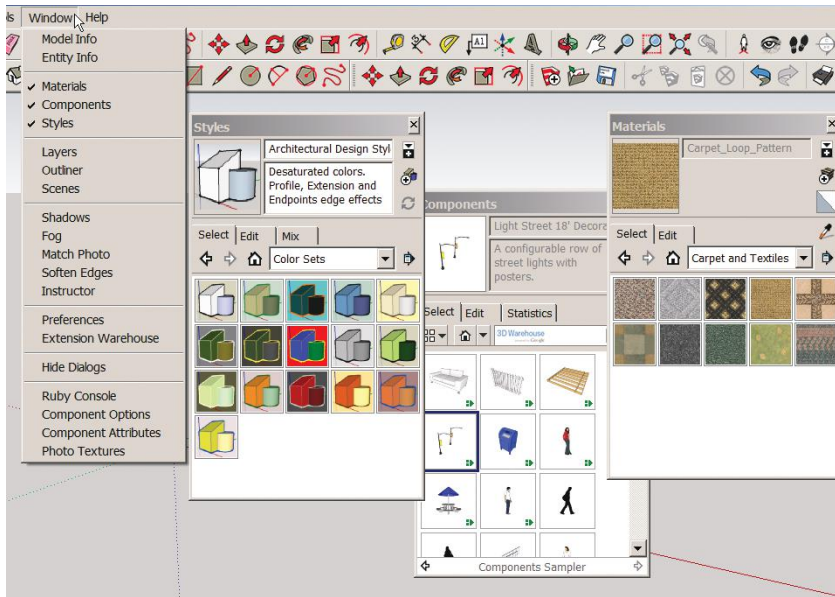 Window Help
A1
Model Info
Entity Info
Materials
Components
Styles
Layers
Outliner
Scenes
Shadows
Fog
Match Photo
Soften Edges
Instructor
Preferences
Extension Warehouse
Hide Dialogs
Ruby Console
Component Options
Component Attributes
Photo Textures
Styles
Architectural Design Styl
Desaturated colors.
Profile, Extension and
Endpoints edge effects
Select Edit Mix
Color Sets
Components
Light Street 18' Decora
A configurable row of
street lights with
posters.
Select Edit Statistics
3D Warehouse
Components Sampler
Materials
Carpet_Loop_Pattern
Select Edit
Carpet and Textiles